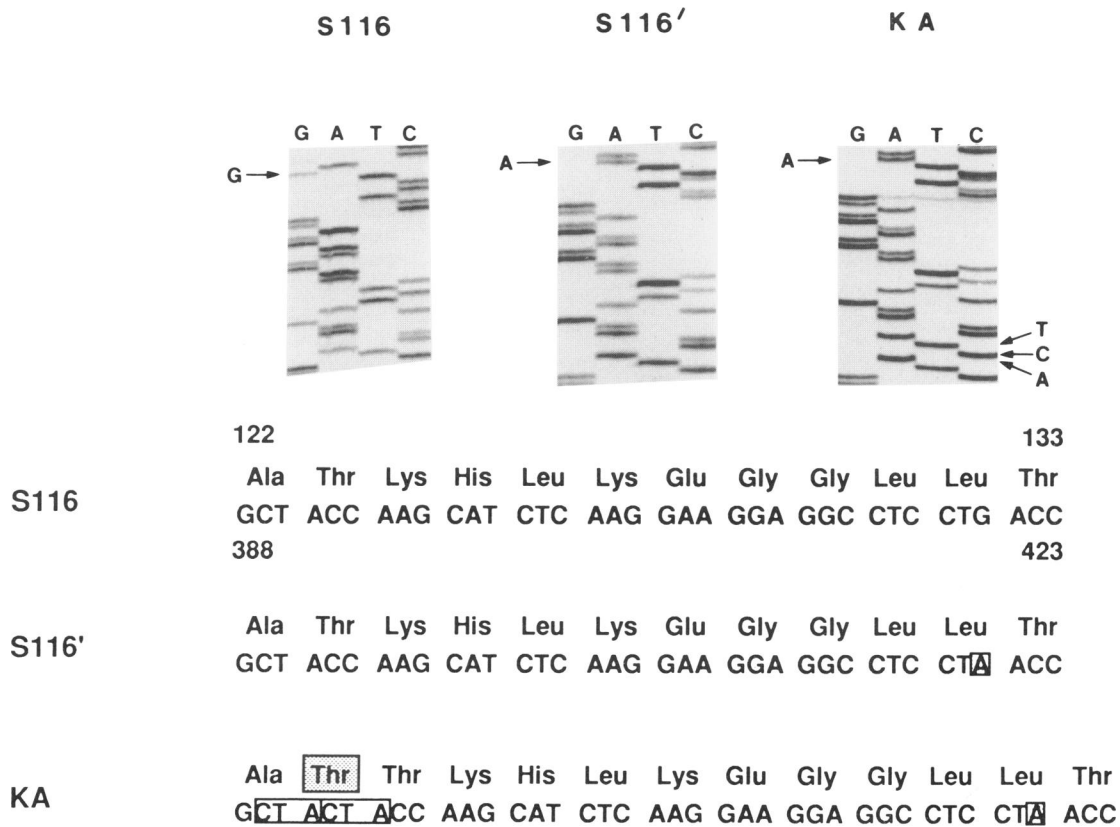 S116 S116′ K A
G A T C G A T C G A T C
G → A → A →
T
C
A
122 133
Ala Thr Lys His Leu Lys Glu Gly Gly Leu Leu Thr
S116
GCT ACC AAG CAT CTC AAG GAA GGA GGC CTC CTG ACC
388 423
Ala Thr Lys His Leu Lys Glu Gly Gly Leu Leu Thr
S116'
GCT ACC AAG CAT CTC AAG GAA GGA GGC CTC CTA ACC
Ala Thr Thr Lys His Leu Lys Glu Gly Gly Leu Leu Thr
KA
GCT ACT ACC AAG CAT CTC AAG GAA GGA GGC CTC CTA ACC